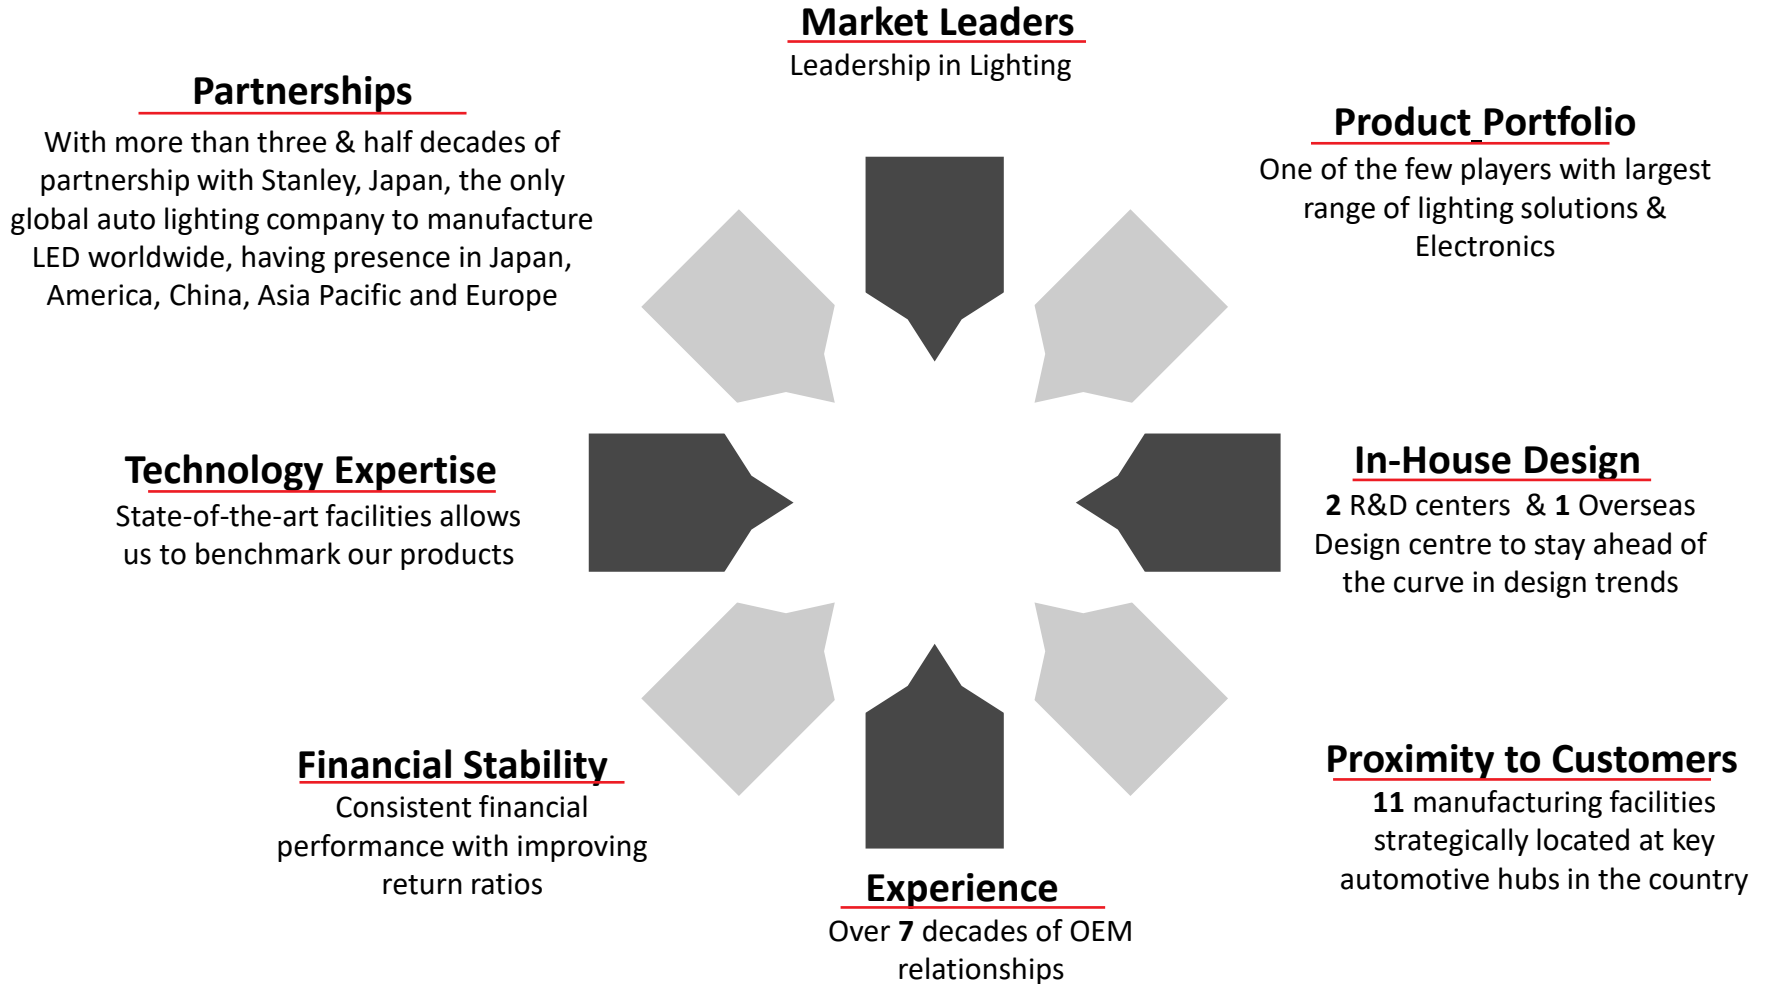 Market Leaders
Leadership in Lighting
Partnerships
With more than three & half decades of
partnership with Stanley, Japan, the only
global auto lighting company to manufacture
LED worldwide, having presence in Japan,
America, China, Asia Pacific and Europe
Product Portfolio
One of the few players with largest
range of lighting solutions &
Electronics
Technology Expertise
State-of-the-art facilities allows
us to benchmark our products
In-House Design
2 R&D centers & 1 Overseas
Design centre to stay ahead of
the curve in design trends
Financial Stability
Consistent financial
performance with improving
return ratios
Proximity to Customers
11 manufacturing facilities
strategically located at key
automotive hubs in the country
Experience
Over 7 decades of OEM
relationships